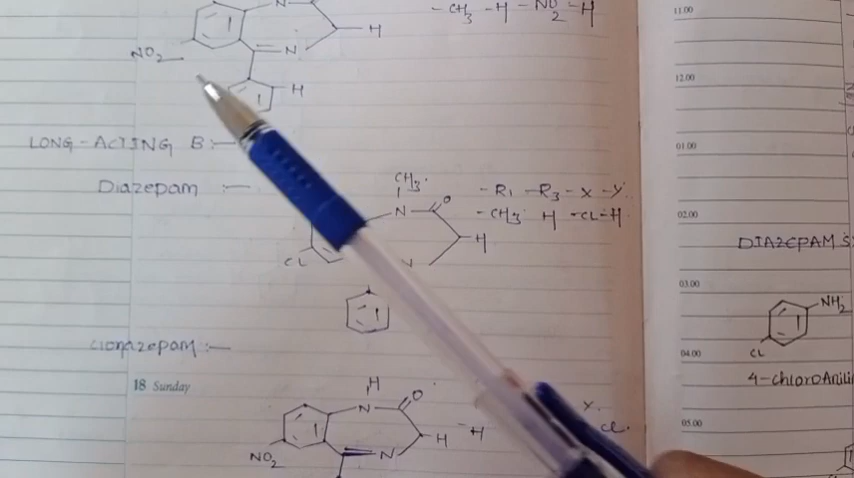 N
- CH3 - H - NO2 - H
H
NO2
N
H
LONG-ACTING B:-
Diazepam :-
CH3.
- R1 - R3 - X - Y
N O
- CH3 H - CL - H
H
CL
N
Clonazepam :-
18 Sunday
H
N O
H - H
Y.
CL.
NO2
N
11.00
12.00
01.00
02.00
DIAZEPAM S
03.00
NH2
CL
04.00
4-chloroAnili
05.00